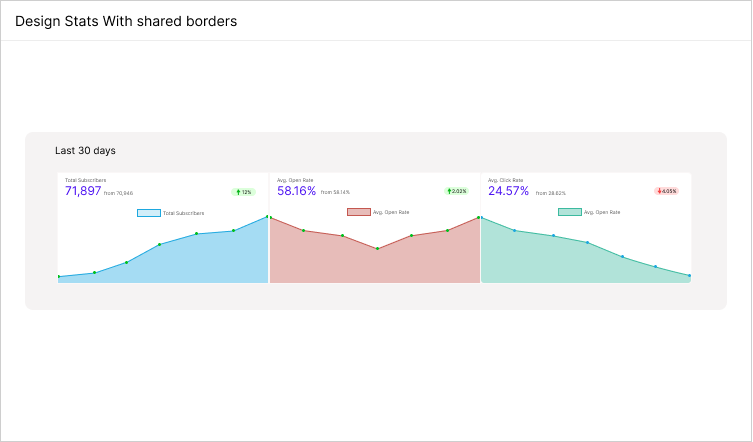 Design Stats With shared borders
Last 30 days
Total Subscribers
71,897 from 70,946
12%
Total Subscribers
Avg. Open Rate
58.16% from 56.14%
2.02%
Avg. Open Rate
Avg. Click Rate
24.57% from 28.62%
4.05%
Avg. Open Rate